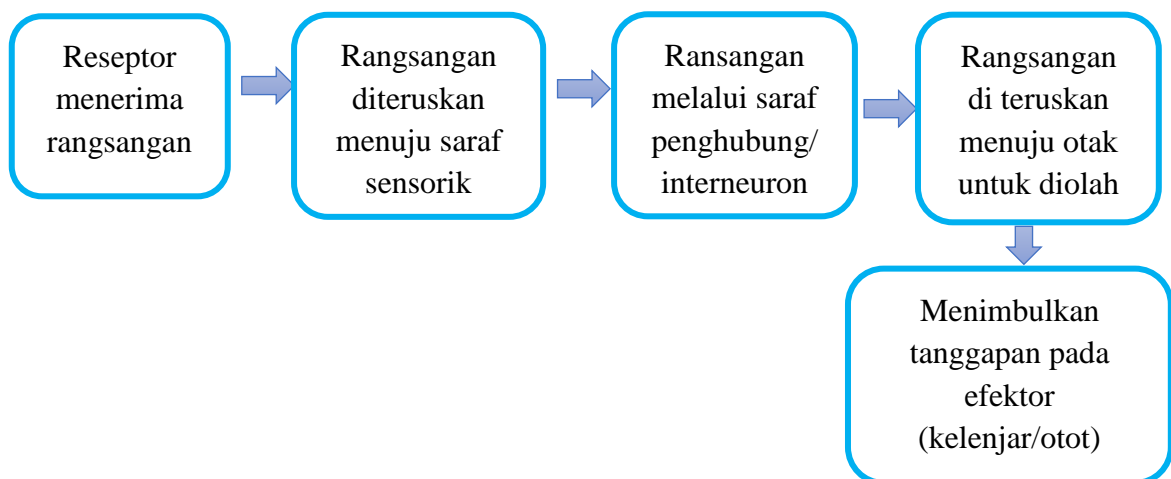 Reseptor
menerima
rangsangan
Rangsangan
diteruskan
menuju saraf
sensorik
Ransangan
melalui saraf
penghubung/
interneuron
Rangsangan
di teruskan
menuju otak
untuk diolah
Menimbulkan
tanggapan pada
efektor
(kelenjar/otot)